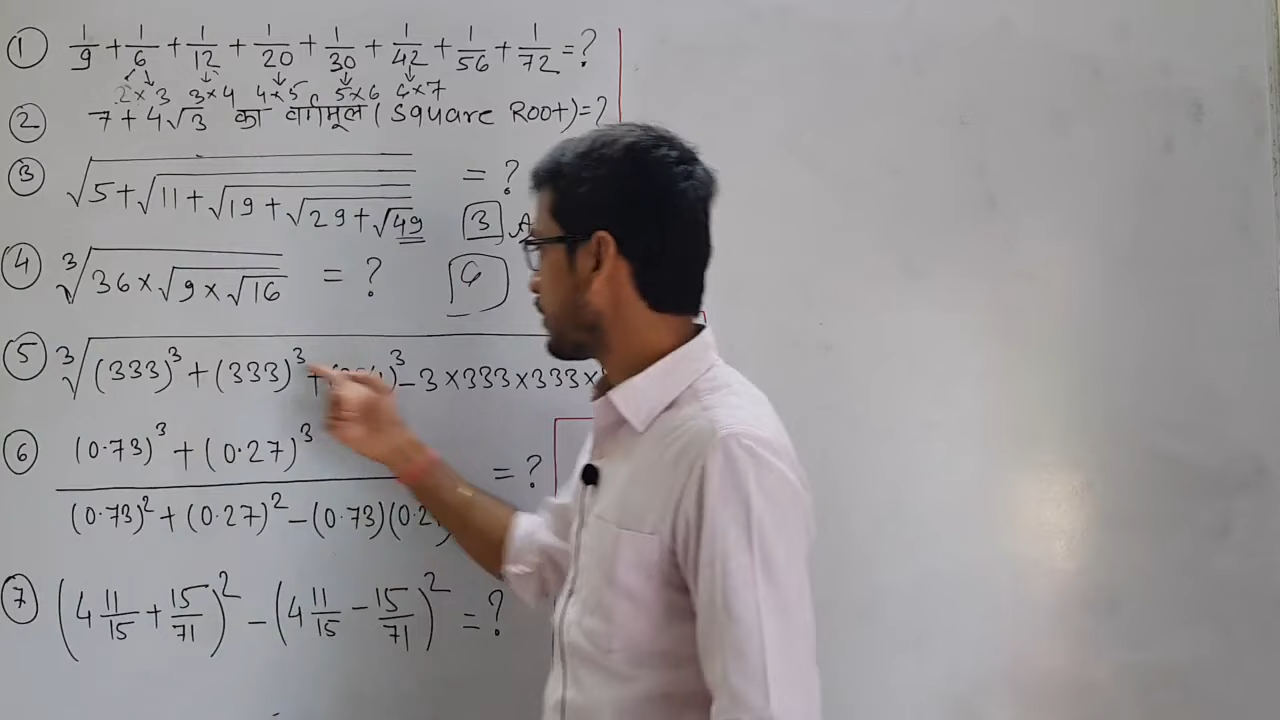 ① 1/9 + 1/6 + 1/12 + 1/20 + 1/30 + 1/42 + 1/56 + 1/72 = ?
2×3 3×4 4×5 5×6 6×7
② 7 + 4√3 का वर्गमूल (Square Root) = ?
③ √(5 + √(11 + √(19 + √(29 + √49)))) = ?
3
④ ∛(36 × √(9 × √16)) = ?
6
⑤ ∛((333)³ + (333)³ + )³ − 3 × 333 × 333 ×
⑥ (0.73)³ + (0.27)³ = ?
(0.73)² + (0.27)² − (0.73)(0.2
⑦ (4 11/15 + 15/71)² − (4 11/15 − 15/71)² = ?